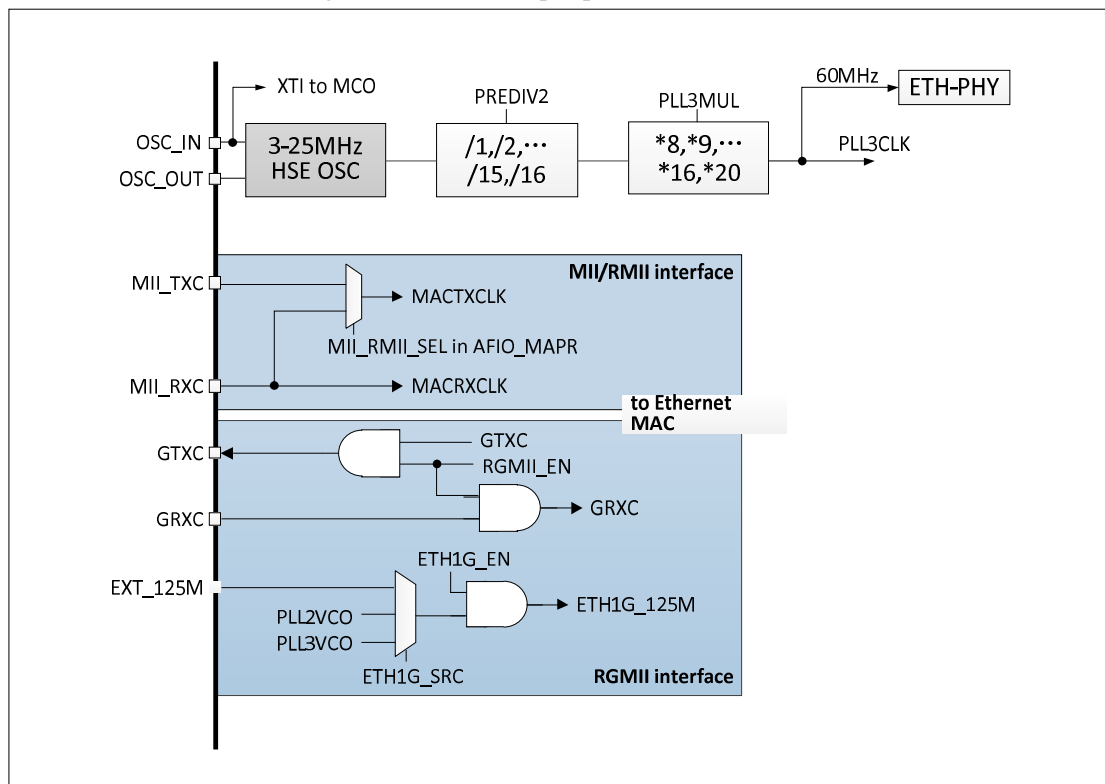 XTI to MCO
60MHz
ETH-PHY
PREDIV2
PLL3MUL
OSC_IN
OSC_OUT
3-25MHz
HSE OSC
/1,/2,···
/15,/16
*8,*9,···
*16,*20
PLL3CLK
MII/RMII interface
MII_TXC
MACTXCLK
MII_RMII_SEL in AFIO_MAPR
MII_RXC
MACRXCLK
to Ethernet
MAC
GTXC
GTXC
RGMII_EN
GRXC
GRXC
ETH1G_EN
EXT_125M
ETH1G_125M
PLL2VCO
PLL3VCO
ETH1G_SRC
RGMII interface